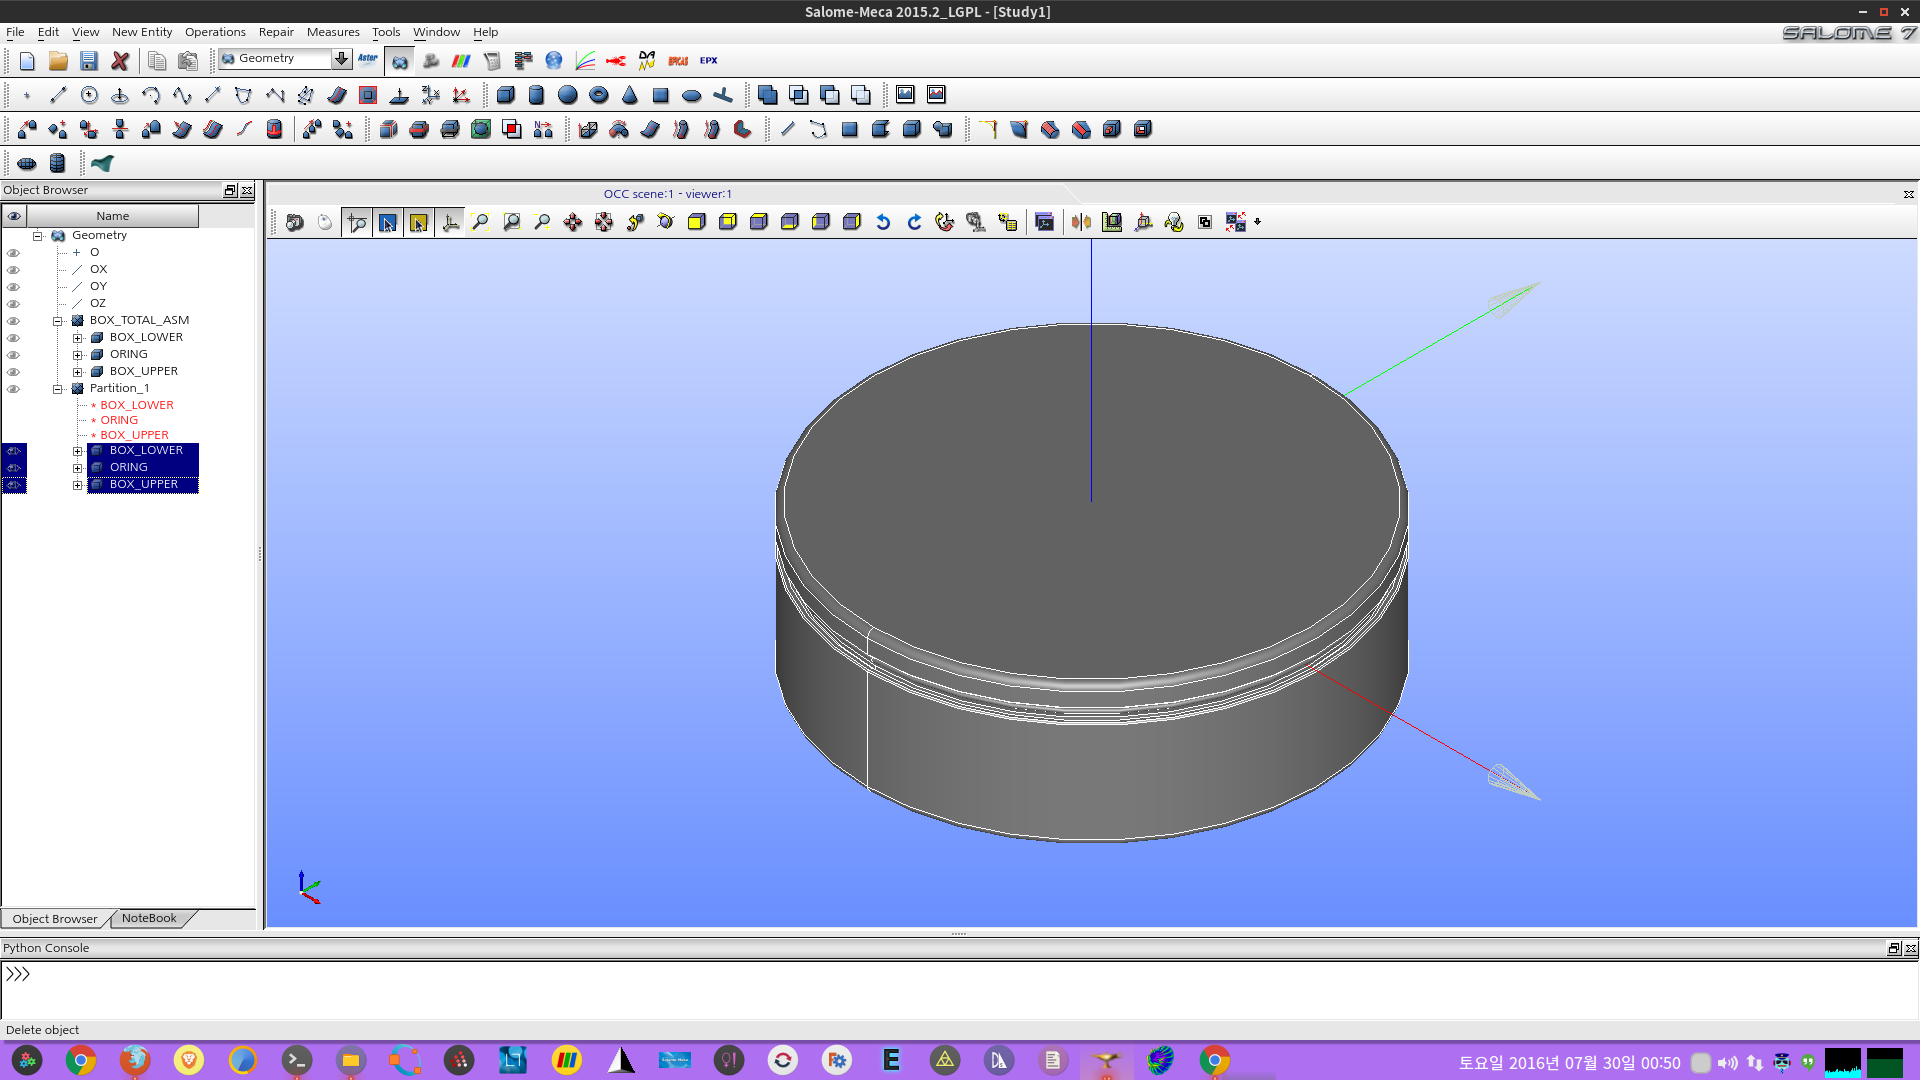 Salome-Meca 2015.2_LGPL - [Study1]
File Edit View New Entity Operations Repair Measures Tools Window Help
SALOME 7
Geometry
Aster
EFICAS
EPX
Object Browser
OCC scene:1 - viewer:1
Name
Geometry
O
OX
OY
OZ
BOX_TOTAL_ASM
BOX_LOWER
ORING
BOX_UPPER
Partition_1
* BOX_LOWER
* ORING
* BOX_UPPER
BOX_LOWER
ORING
BOX_UPPER
Object Browser
NoteBook
Python Console
>>>
Delete object
토요일 2016년 07월 30일 00:50